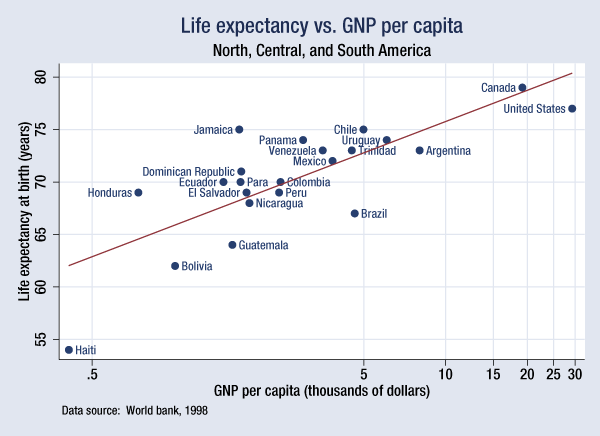 Life expectancy vs. GNP per capita
North, Central, and South America
Life expectancy at birth (years)
80
75
70
65
60
55
Canada
United States
Jamaica
Chile
Panama
Uruguay
Venezuela
Trinidad
Argentina
Mexico
Dominican Republic
Ecuador
Para
Colombia
Honduras
El Salvador
Peru
Nicaragua
Brazil
Guatemala
Bolivia
Haiti
.5 5 10 15 20 25 30
GNP per capita (thousands of dollars)
Data source: World bank, 1998